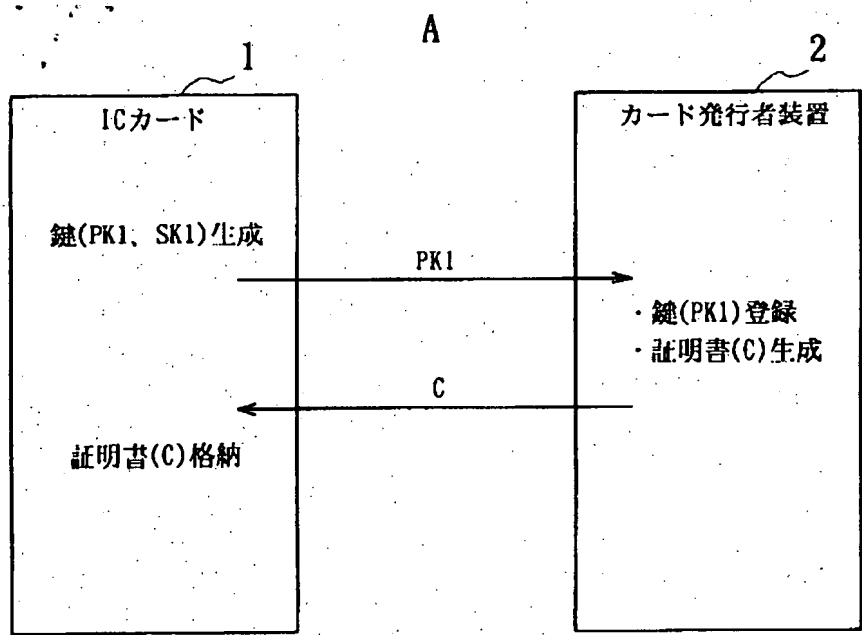 A
1
2
ICカード
カード発行者装置
鍵(PK1、SK1)生成
PK1
・鍵(PK1)登録
・証明書(C)生成
C
証明書(C)格納